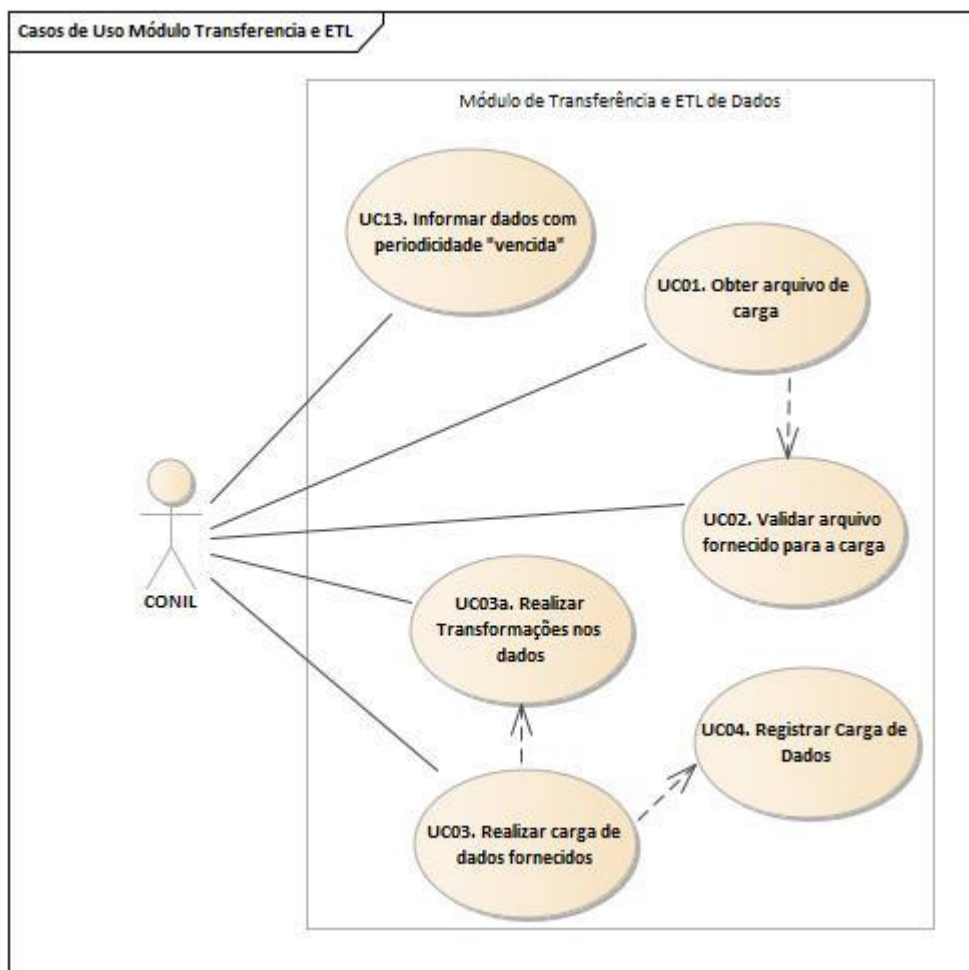 Casos de Uso Módulo Transferencia e ETL
Módulo de Transferência e ETL de Dados
UC13. Informar dados com
periodicidade "vencida"
UC01. Obter arquivo de
carga
UC02. Validar arquivo
fornecido para a carga
CONIL
UC03a. Realizar
Transformações nos
dados
UC04. Registrar Carga de
Dados
UC03. Realizar carga de
dados fornecidos